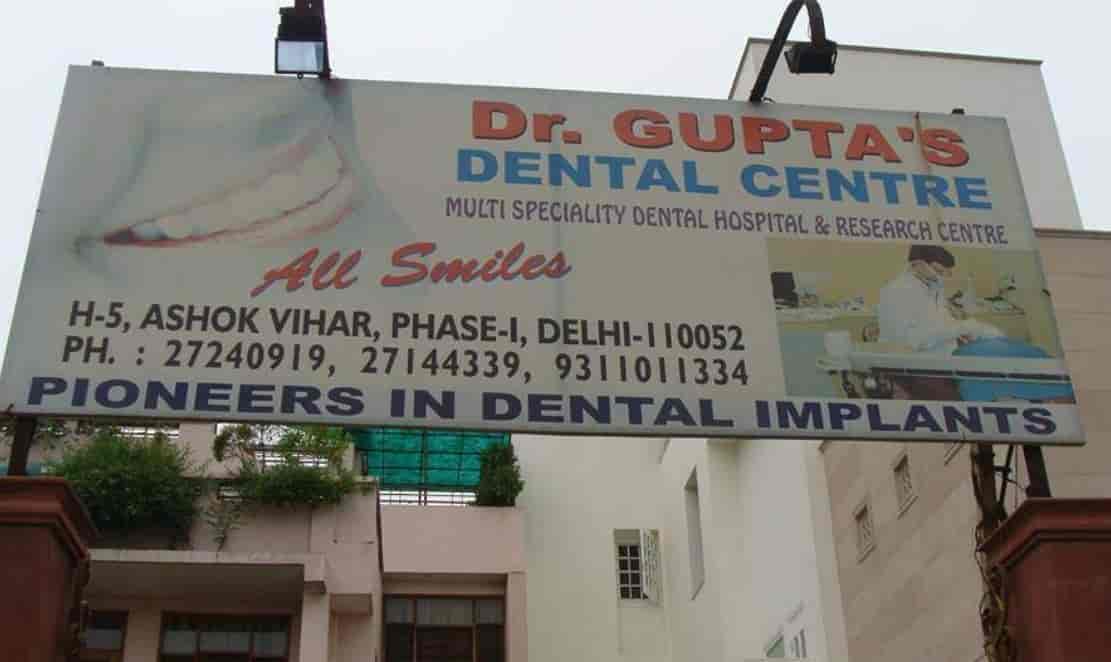 Dr. GUPTA'S
DENTAL CENTRE
MULTI SPECIALITY DENTAL HOSPITAL & RESEARCH CENTRE
All Smiles
H-5, ASHOK VIHAR, PHASE-I, DELHI-110052
PH. : 27240919, 27144339, 9311011334
PIONEERS IN DENTAL IMPLANTS